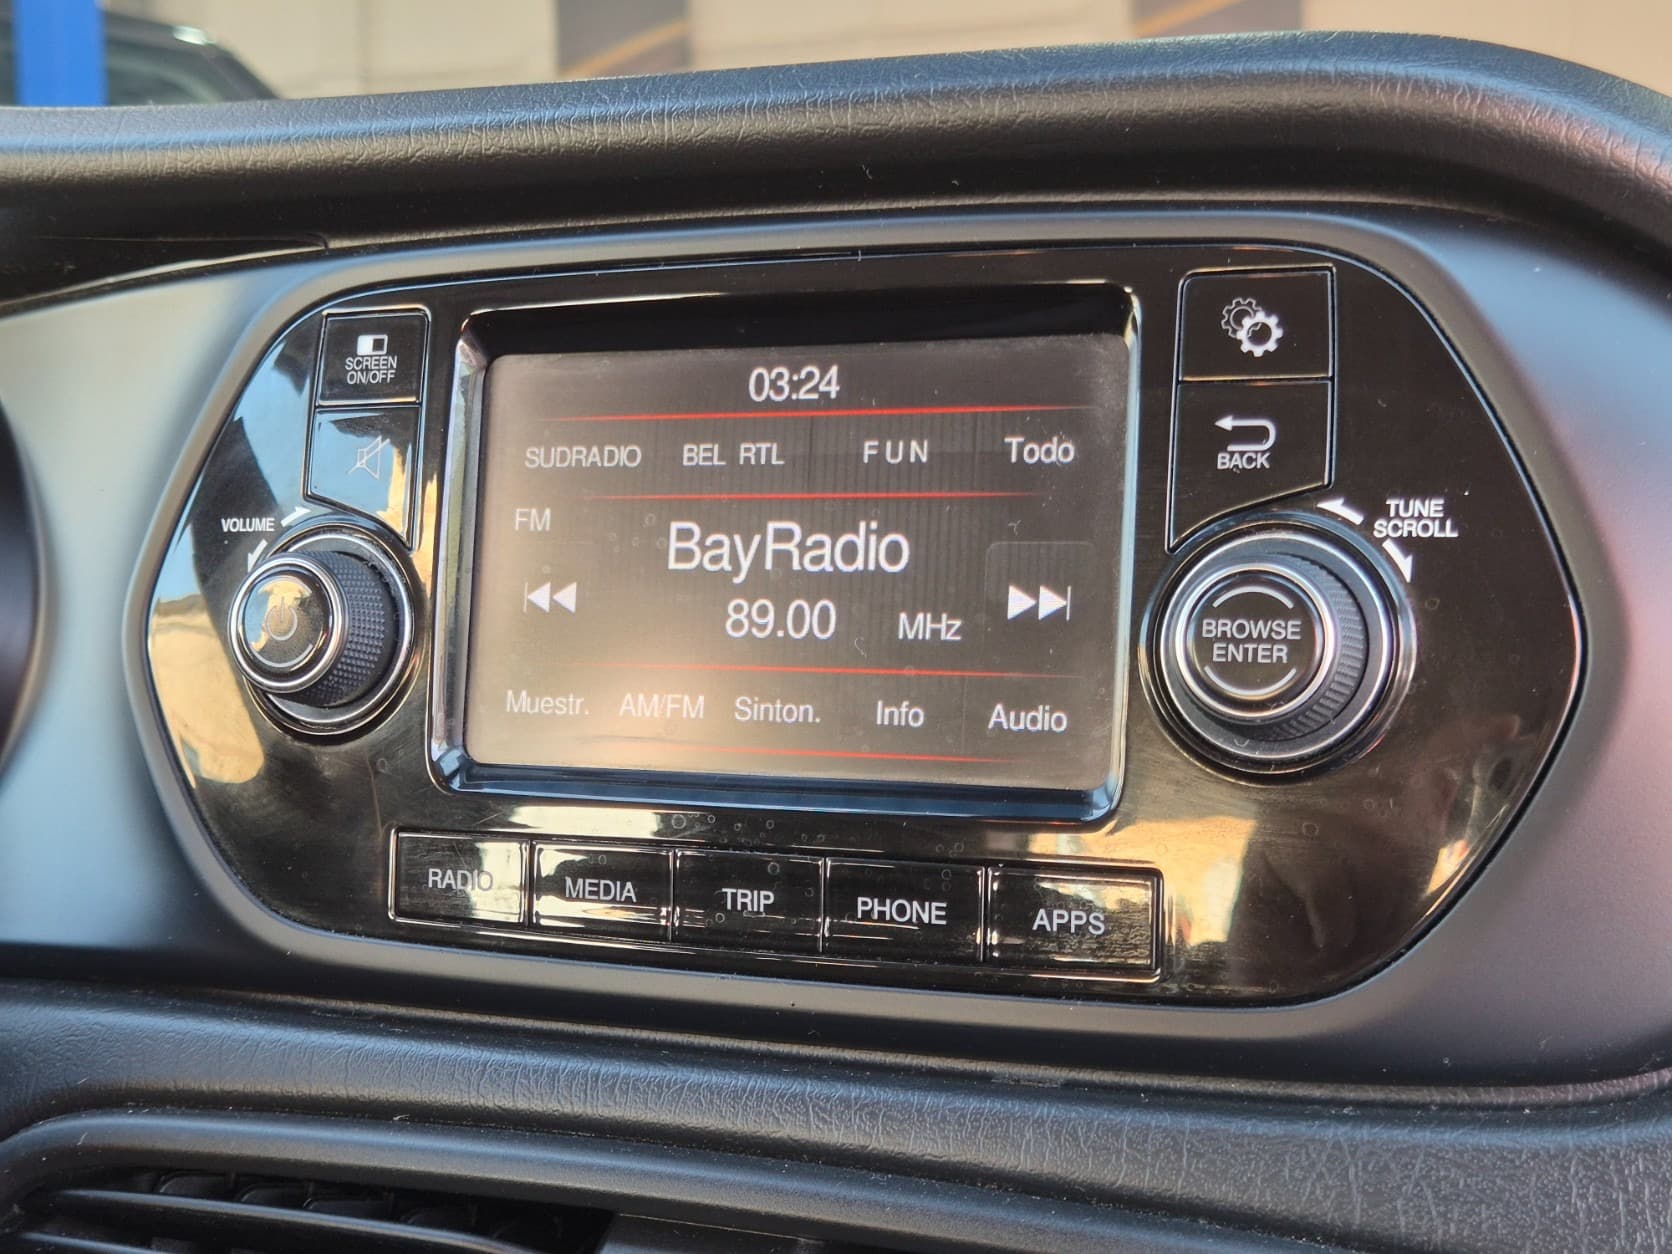 SCREEN
ON/OFF
VOLUME
03:24
SUDRADIO BEL RTL FUN Todo
FM
BayRadio
89.00 MHz
Muestr. AM/FM Sinton. Info Audio
BACK
TUNE
SCROLL
BROWSE
ENTER
RADIO MEDIA TRIP PHONE APPS